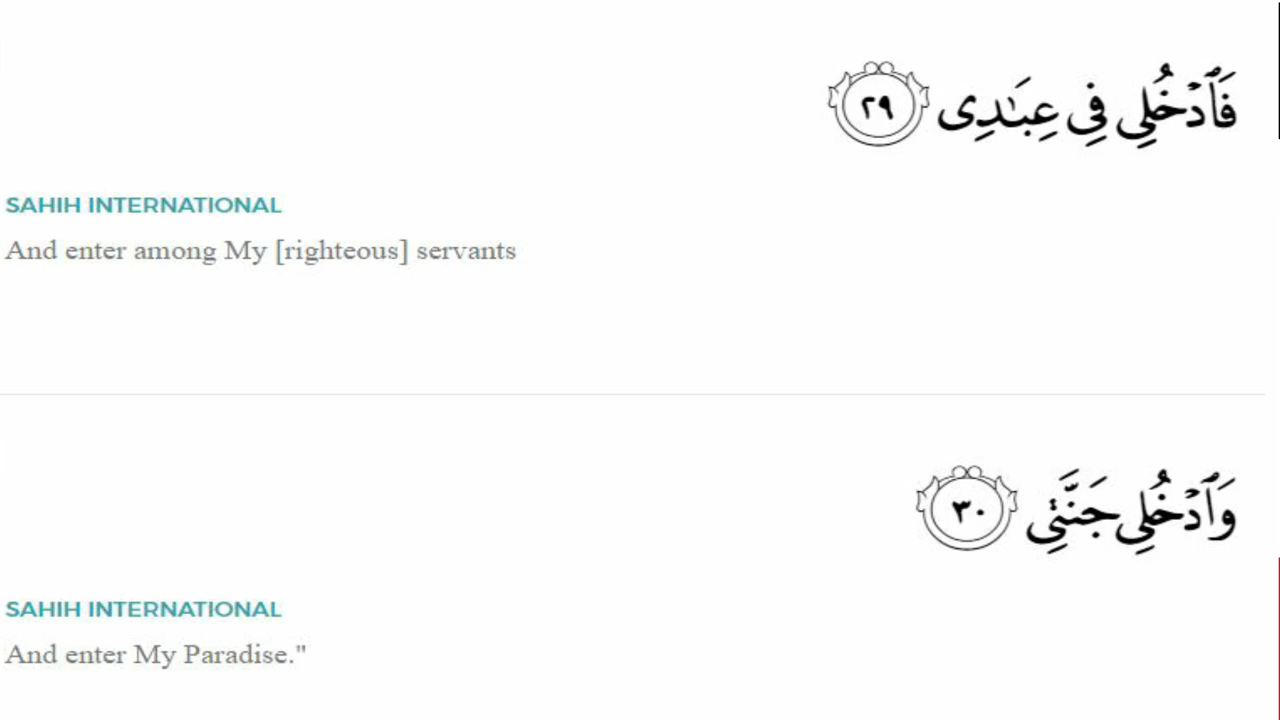 فَٱدْخُلِي فِي عِبَٰدِي ٢٩
SAHIH INTERNATIONAL
And enter among My [righteous] servants
وَٱدْخُلِي جَنَّتِي ٣٠
SAHIH INTERNATIONAL
And enter My Paradise."